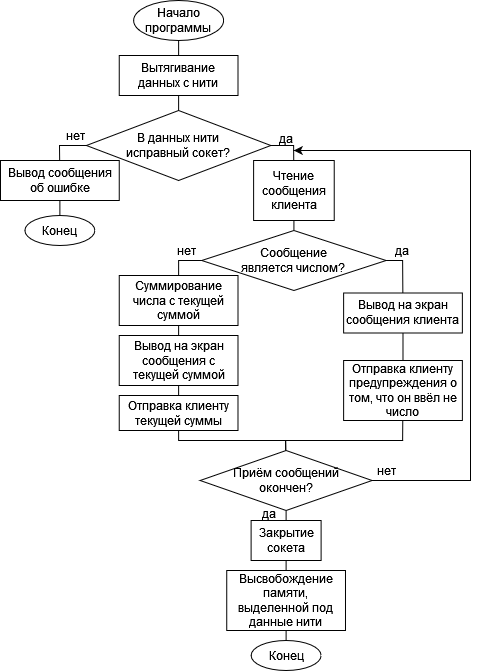 Начало
программы
Вытягивание
данных с нити
В данных нити
исправный сокет?
нет
да
Вывод сообщения
об ошибке
Конец
Чтение
сообщения
клиента
Сообщение
является числом?
нет
да
Суммирование
числа с текущей
суммой
Вывод на экран
сообщения с
текущей суммой
Отправка клиенту
текущей суммы
Вывод на экран
сообщения клиента
Отправка клиенту
предупреждения о
том, что он ввёл не
число
Приём сообщений
окончен?
нет
да
Закрытие
сокета
Высвобождение
памяти,
выделенной под
данные нити
Конец